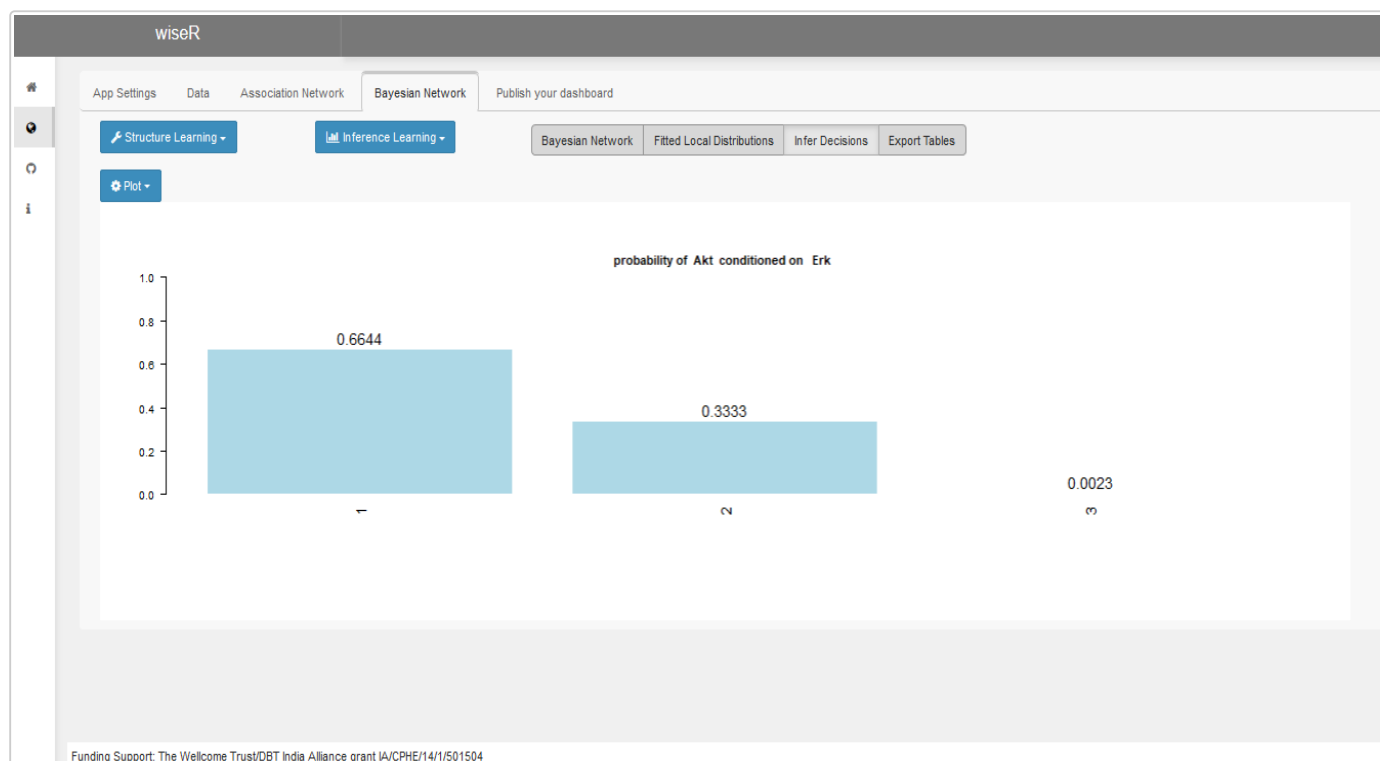 wiseR
App Settings Data Association Network Bayesian Network Publish your dashboard
Structure Learning Inference Learning Bayesian Network Fitted Local Distributions Infer Decisions Export Tables
Plot
probability of Akt conditioned on Erk
1.0
0.8
0.6
0.4
0.2
0.0
0.6644
0.3333
0.0023
1 2 3
Funding Support: The Wellcome Trust/DBT India Alliance grant IA/CPHE/14/1/501504